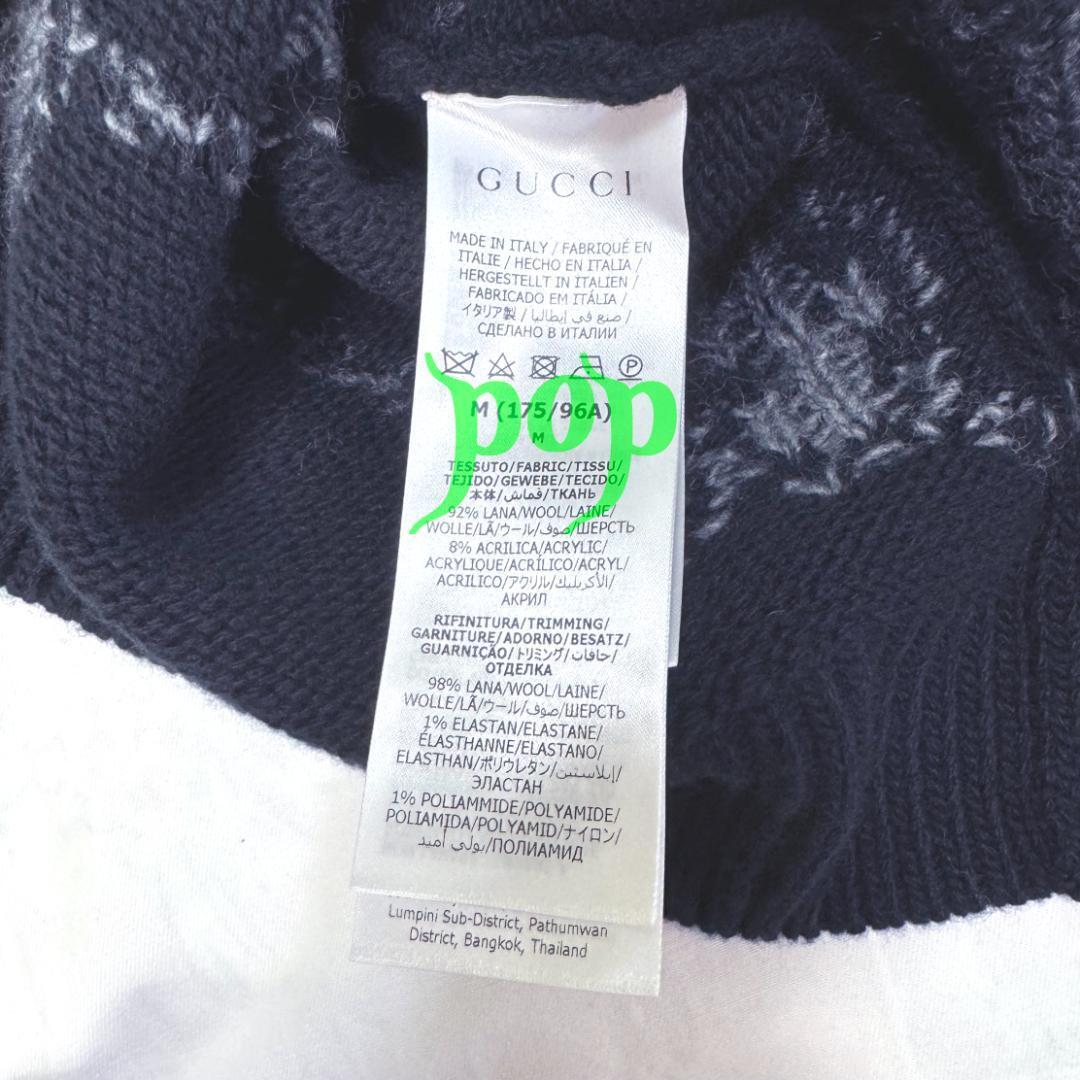 GUCCI
MADE IN ITALY / FABRIQUÉ EN
ITALIE / HECHO EN ITALIA /
HERGESTELLT IN ITALIEN /
FABRICADO EM ITÁLIA /
イタリア製 / صنع في إيطاليا /
СДЕЛАНО В ИТАЛИИ
P
pop
M (175/96A)
M
TESSUTO/FABRIC/TISSU/
TEJIDO/GEWEBE/TECIDO/
本体/قماش/ТКАНЬ
92% LANA/WOOL/LAINE/
WOLLE/LÃ/ウール/صوف/ШЕРСТЬ
8% ACRILICA/ACRYLIC/
ACRYLIQUE/ACRÍLICO/ACRYL/
ACRILICO/アクリル/الأكريليك/
АКРИЛ
RIFINITURA/TRIMMING/
GARNITURE/ADORNO/BESATZ/
GUARNIÇÃO/トリミング/حافات/
ОТДЕЛКА
98% LANA/WOOL/LAINE/
WOLLE/LÃ/ウール/صوف/ШЕРСТЬ
1% ELASTAN/ELASTANE/
ÉLASTHANNE/ELASTANO/
ELASTHAN/ポリウレタン/إيلاستين/
ЭЛАСТАН
1% POLIAMMIDE/POLYAMIDE/
POLIAMIDA/POLYAMID/ナイロン/
بولي أميد/ПОЛИАМИД
Lumpini Sub-District, Pathumwan
District, Bangkok, Thailand